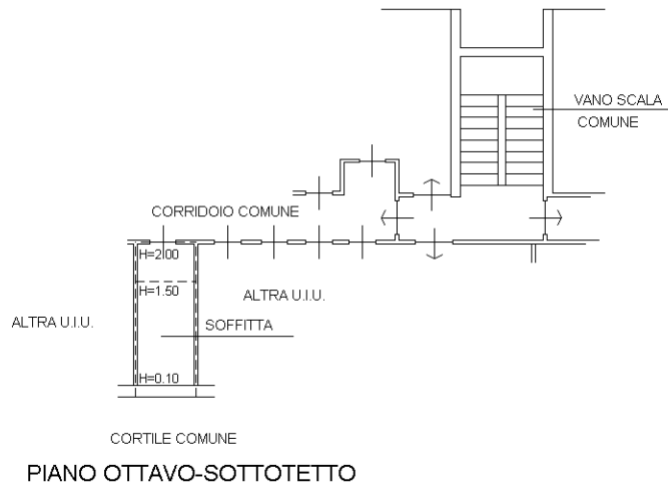 VANO SCALA
COMUNE
CORRIDOIO COMUNE
H=2.00
H=1.50
ALTRA U.I.U.
ALTRA U.I.U.
SOFFITTA
H=0.10
CORTILE COMUNE
PIANO OTTAVO-SOTTOTETTO